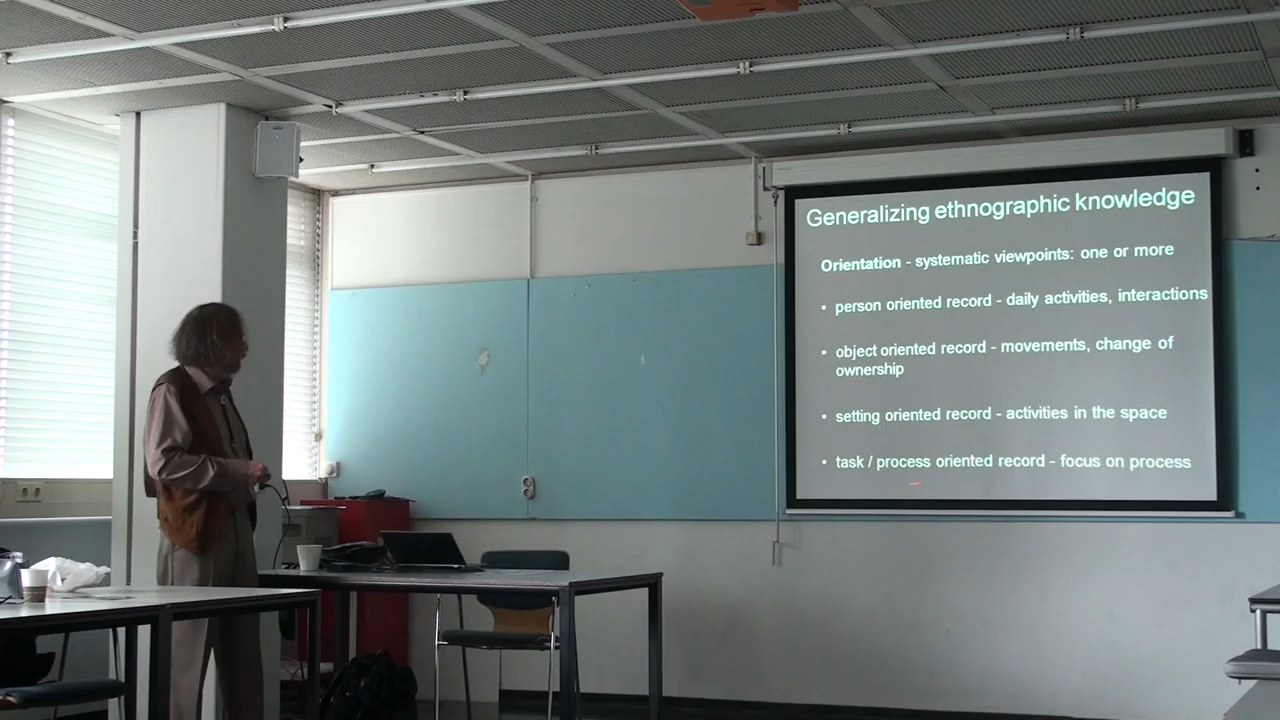 Generalizing ethnographic knowledge
Orientation - systematic viewpoints: one or more
• person oriented record - daily activities, interactions
• object oriented record - movements, change of
ownership
• setting oriented record - activities in the space
• task / process oriented record - focus on process